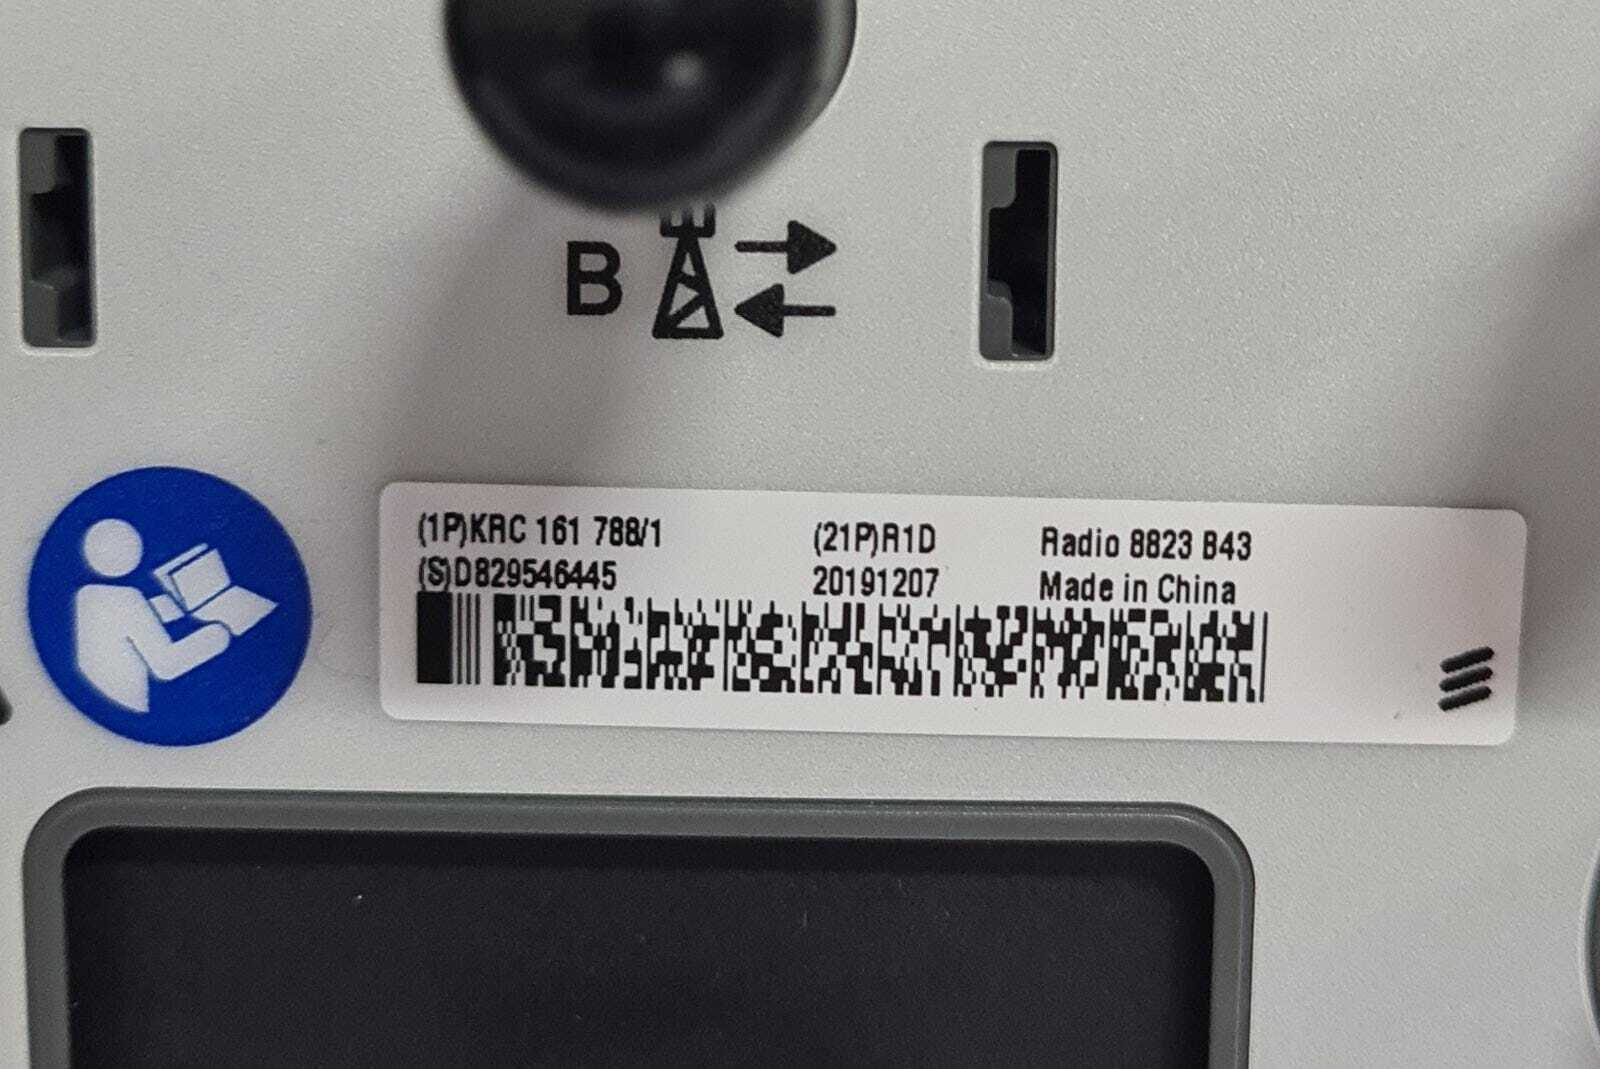 B
(1P)KRC 161 788/1 (21P)R1D Radio 8823 B43
(S)D829546445 20191207 Made in China